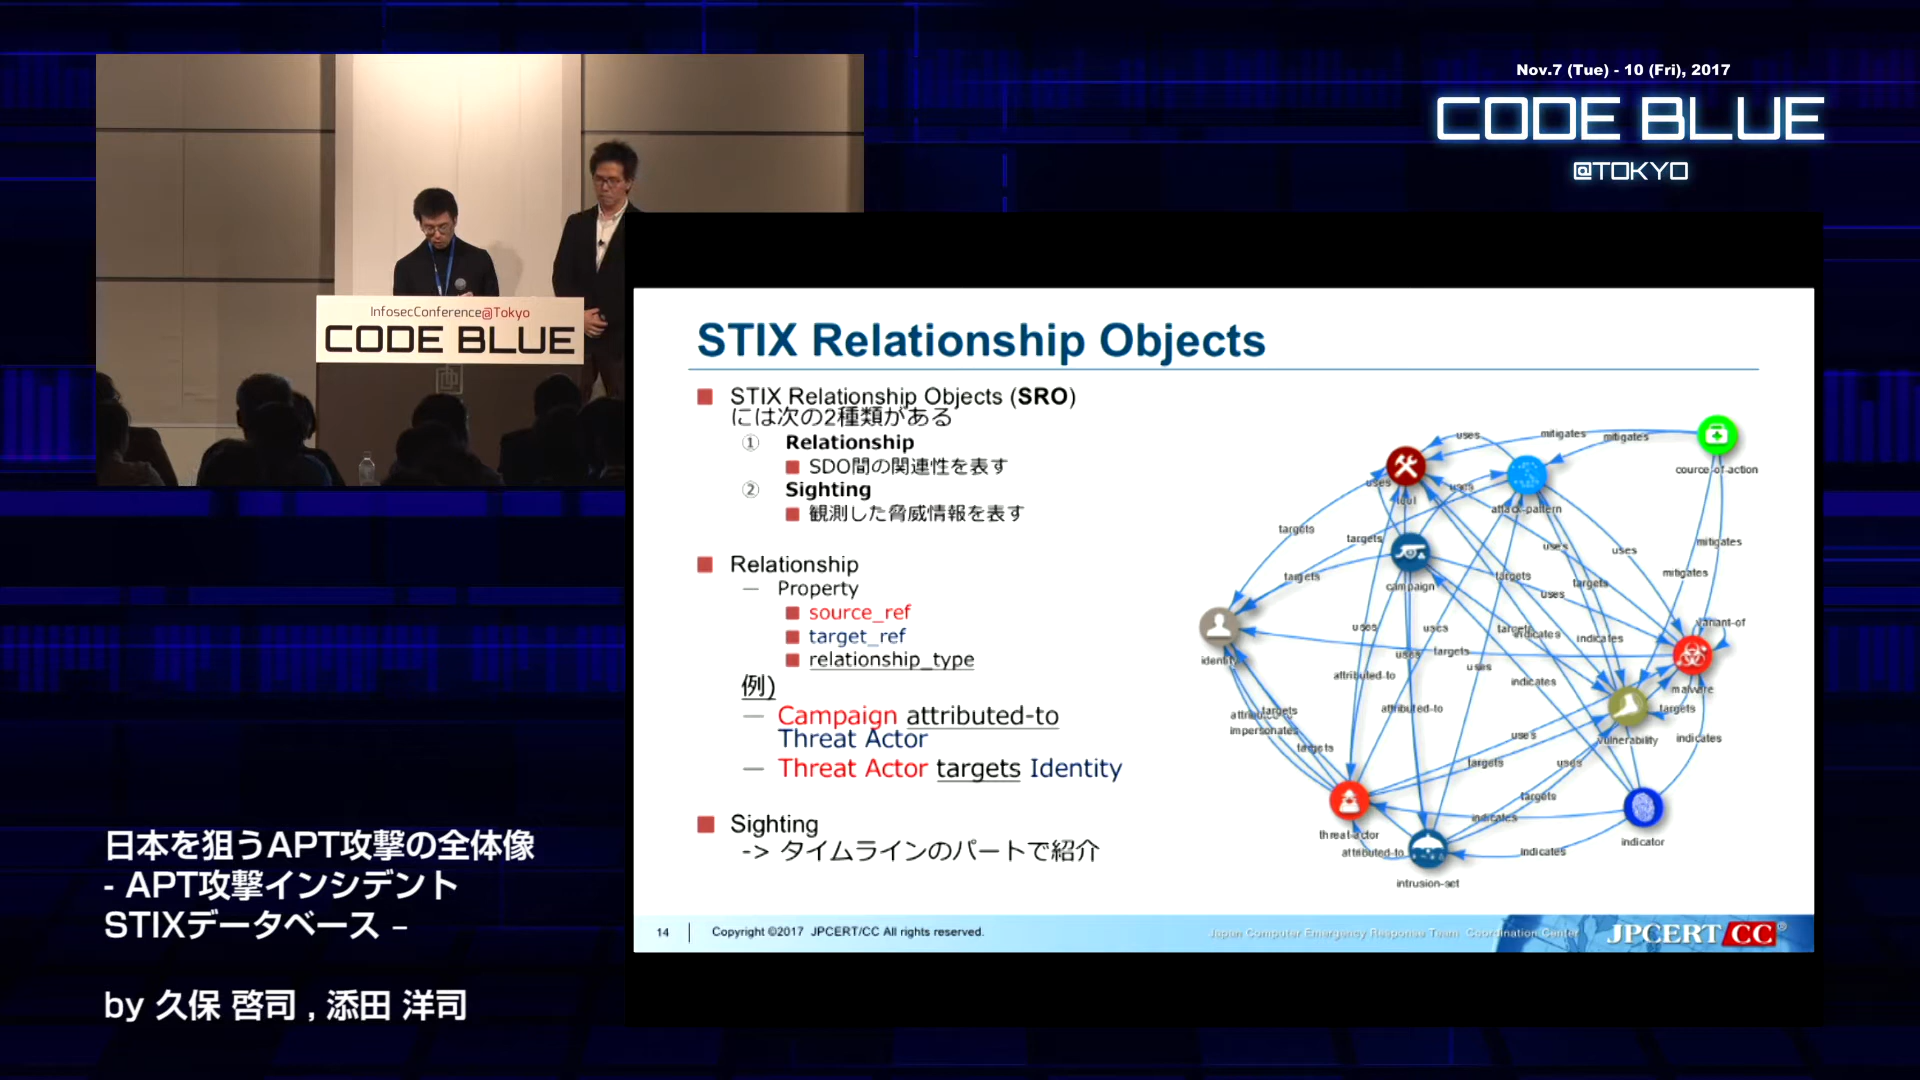 Nov.7 (Tue) - 10 (Fri), 2017
CODE BLUE
@TOKYO
InfosecConference@Tokyo
CODE BLUE
STIX Relationship Objects
STIX Relationship Objects (SRO)
には次の2種類がある
① Relationship
SDO間の関連性を表す
② Sighting
観測した脅威情報を表す
Relationship
— Property
source_ref
target_ref
relationship_type
例)
— Campaign attributed-to
Threat Actor
— Threat Actor targets Identity
Sighting
-> タイムラインのパートで紹介
uses
mitigates
mitigates
course-of-action
uses
tool
uses
attack-pattern
targets
targets
uses
uses
mitigates
targets
campaign
targets
targets
mitigates
uses
variant-of
uses
uses
targets
indicates
indicates
identity
uses
targets
uses
attributed-to
indicates
malware
attributed-to
targets
targets
impersonates
attributed-to
uses
vulnerability
indicates
targets
targets
uses
targets
indicates
threat-actor
indicator
attributed-to
indicates
intrusion-set
14
Copyright ©2017 JPCERT/CC All rights reserved.
Japan Computer Emergency Response Team Coordination Center
JPCERT CC®
日本を狙うAPT攻撃の全体像
- APT攻撃インシデント
STIXデータベース –
by 久保 啓司 , 添田 洋司